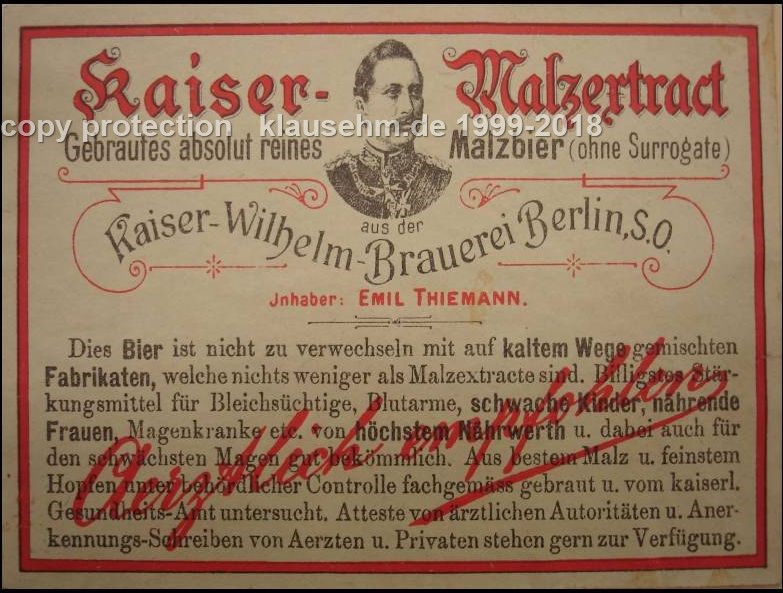 Kaiser- Malzextract
copy protection klausehm.de 1999-2018
Gebrautes absolut reines Malzbier (ohne Surrogate)
aus der
Kaiser-Wilhelm-Brauerei Berlin, S.O.
Jnhaber: EMIL THIEMANN.
Dies Bier ist nicht zu verwechseln mit auf kaltem Wege gemischten
Fabrikaten, welche nichts weniger als Malzextracte sind. Billigstes Stär-
kungsmittel für Bleichsüchtige, Blutarme, schwache Kinder, nährende
Frauen, Magenkranke etc. von höchstem Nährwerth u. dabei auch für
den schwächsten Magen gut bekömmlich. Aus bestem Malz u. feinstem
Hopfen unter behördlicher Controlle fachgemäss gebraut u. vom kaiserl.
Gesundheits-Amt untersucht. Atteste von ärztlichen Autoritäten u. Aner-
kennungs-Schreiben von Aerzten u. Privaten stehen gern zur Verfügung.
Aerztlich empfohlen.